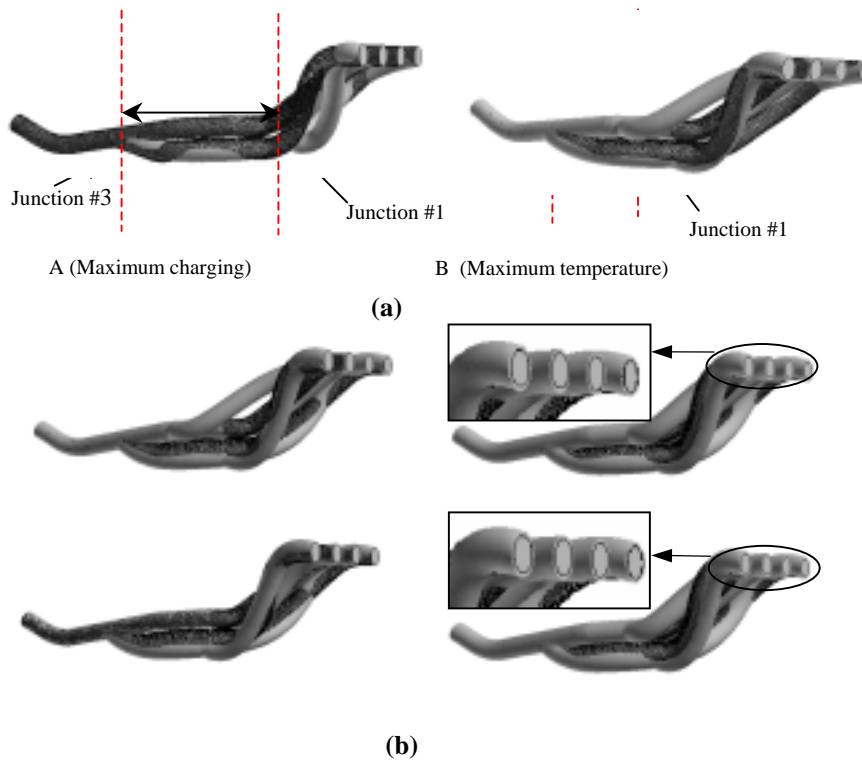 Junction #3
Junction #1
Junction #1
A (Maximum charging)
B (Maximum temperature)
(a)
(b)